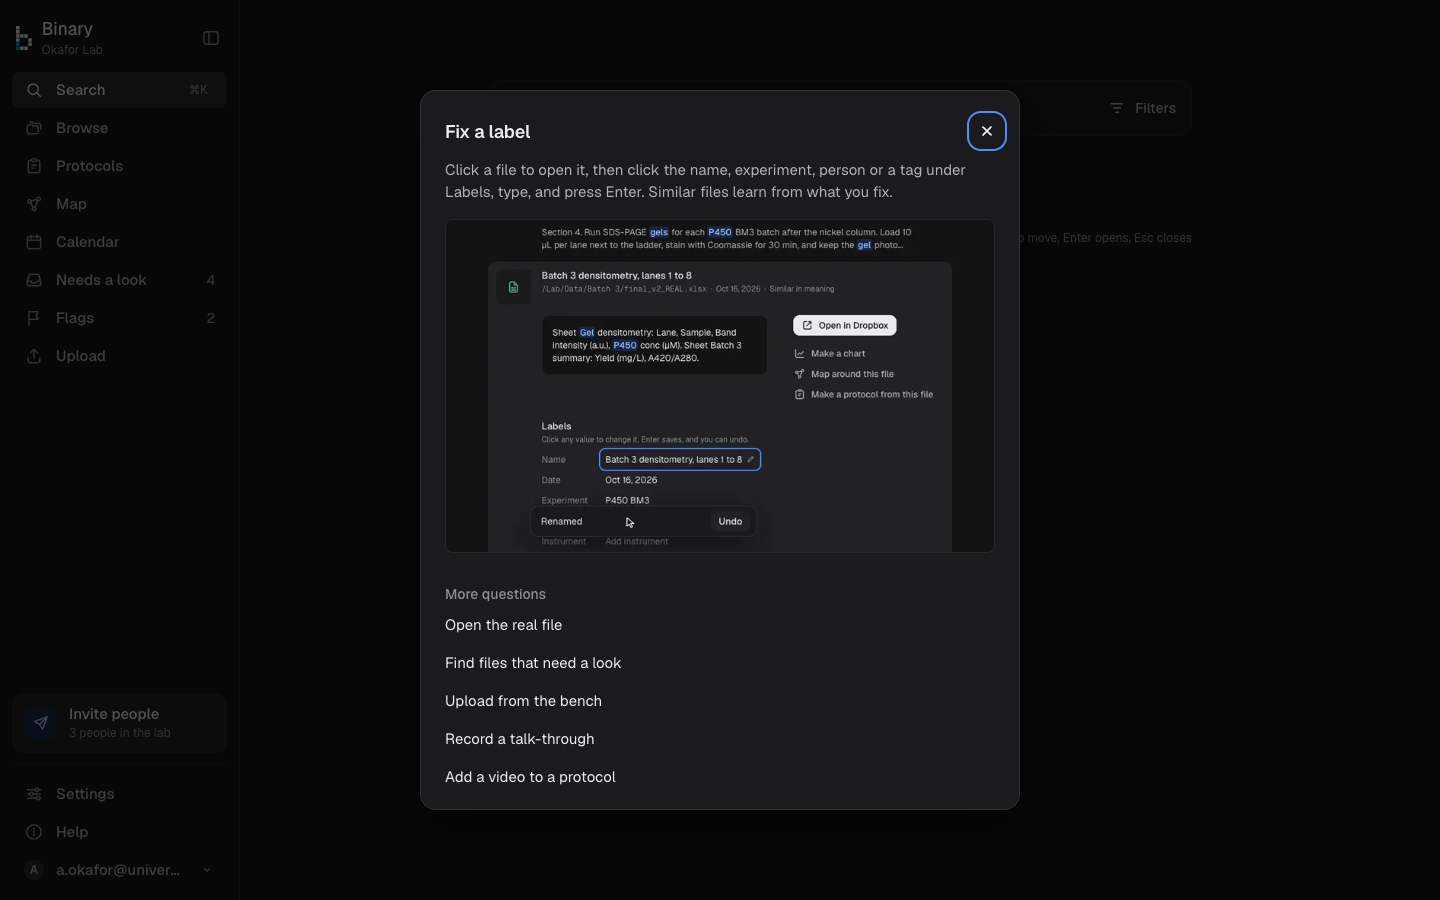 Binary
Okafor Lab
Search ⌘K
Browse
Protocols
Map
Calendar
Needs a look 4
Flags 2
Upload
Invite people
3 people in the lab
Settings
Help
A a.okafor@univer...
Filters
o move, Enter opens, Esc closes
Fix a label
Click a file to open it, then click the name, experiment, person or a tag under
Labels, type, and press Enter. Similar files learn from what you fix.
Section 4. Run SDS-PAGE gels for each P450 BM3 batch after the nickel column. Load 10
µL per lane next to the ladder, stain with Coomassie for 30 min, and keep the gel photo...
Batch 3 densitometry, lanes 1 to 8
/Lab/Data/Batch 3/final_v2_REAL.xlsx · Oct 16, 2026 · Similar in meaning
Sheet Gel densitometry: Lane, Sample, Band
Intensity (a.u.), P450 conc (µM). Sheet Batch 3
summary: Yield (mg/L), A420/A280.
Open in Dropbox
Make a chart
Map around this file
Make a protocol from this file
Labels
Click any value to change it. Enter saves, and you can undo.
Name Batch 3 densitometry, lanes 1 to 8
Date Oct 16, 2026
Experiment P450 BM3
Renamed Undo
Instrument Add instrument
More questions
Open the real file
Find files that need a look
Upload from the bench
Record a talk-through
Add a video to a protocol